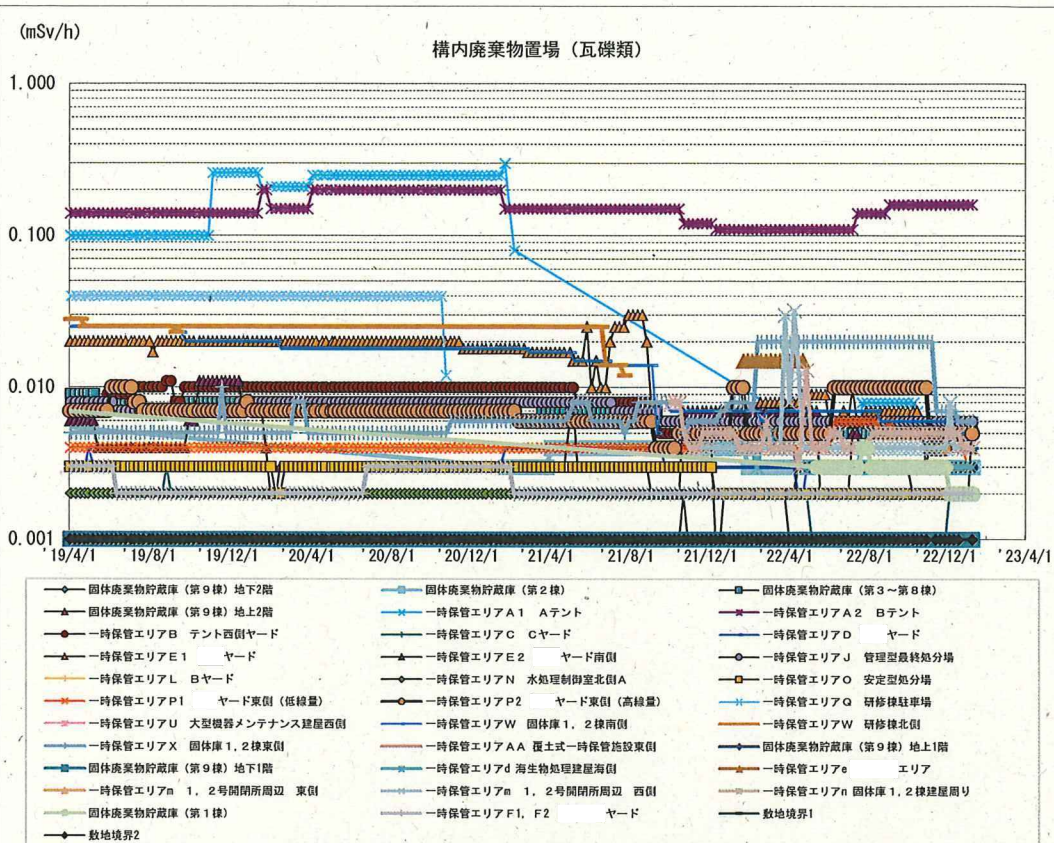 (mSv/h)
構内廃棄物置場 (瓦礫類)
1.000
0.100
0.010
0.001
'19/4/1 '19/8/1 '19/12/1 '20/4/1 '20/8/1 '20/12/1 '21/4/1 '21/8/1 '21/12/1 '22/4/1 '22/8/1 '22/12/1 '23/4/1
固体廃棄物貯蔵庫 (第9棟) 地下2階 固体廃棄物貯蔵庫 (第2棟) 固体廃棄物貯蔵庫 (第3～第8棟)
固体廃棄物貯蔵庫 (第9棟) 地上2階 一時保管エリアA1 Aテント 一時保管エリアA2 Bテント
一時保管エリアB テント西側ヤード 一時保管エリアC Cヤード 一時保管エリアD ヤード
一時保管エリアE1 ヤード 一時保管エリアE2 ヤード南側 一時保管エリアJ 管理型最終処分場
一時保管エリアL Bヤード 一時保管エリアN 水処理制御室北側A 一時保管エリアO 安定型処分場
一時保管エリアP1 ヤード東側 (低線量) 一時保管エリアP2 ヤード東側 (高線量) 一時保管エリアQ 研修棟駐車場
一時保管エリアU 大型機器メンテナンス建屋西側 一時保管エリアW 固体庫1,2棟南側 一時保管エリアW 研修棟北側
一時保管エリアX 固体庫1,2棟東側 一時保管エリアAA 覆土式一時保管施設東側 固体廃棄物貯蔵庫 (第9棟) 地上1階
固体廃棄物貯蔵庫 (第9棟) 地下1階 一時保管エリアd 海生物処理建屋海側 一時保管エリアe エリア
一時保管エリアm 1,2号開閉所周辺 東側 一時保管エリアm 1,2号開閉所周辺 西側 一時保管エリアn 固体庫1,2棟建屋周り
固体廃棄物貯蔵庫 (第1棟) 一時保管エリアF1,F2 ヤード 敷地境界1
敷地境界2